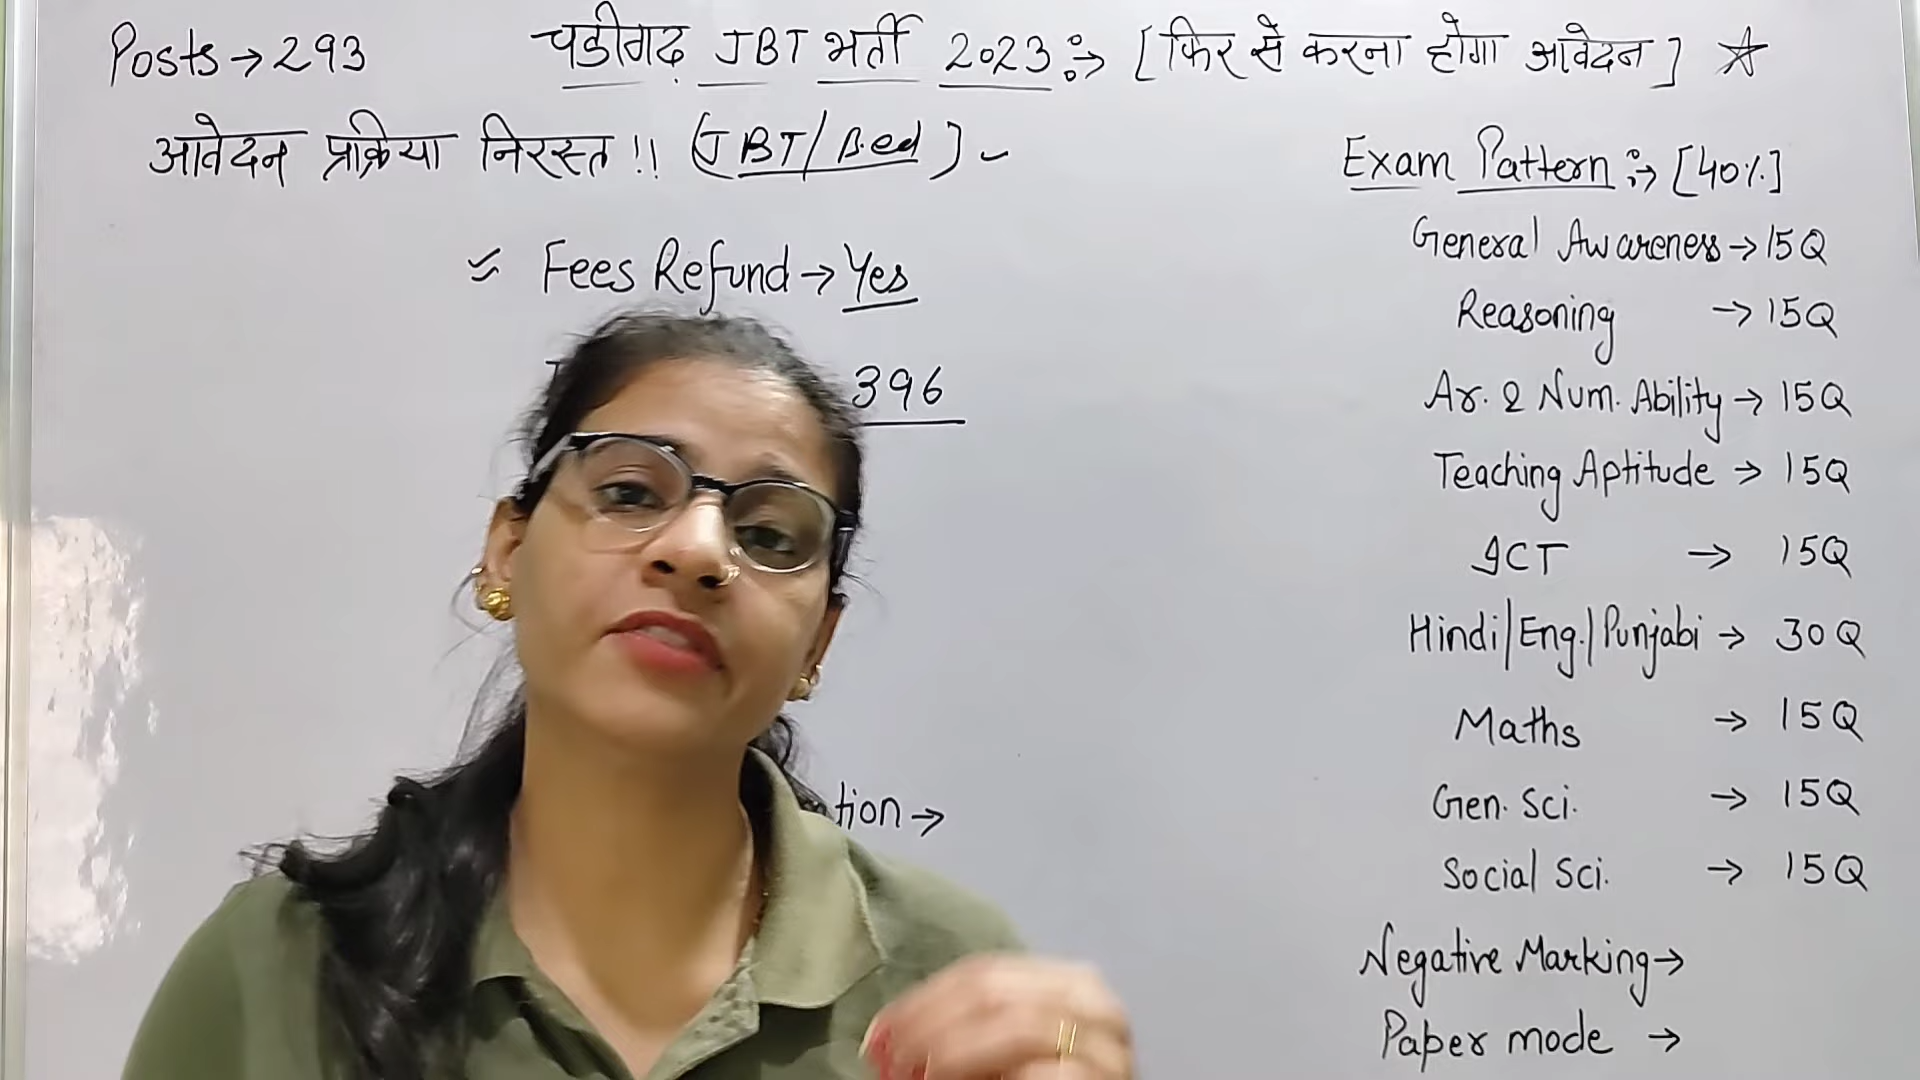 Posts → 293 चडीगढ़ JBT भर्ती 2023 :→ [फिर से करना होगा आवेदन] ☆
आवेदन प्रक्रिया निरस्त !! (JBT/B.ed]
Fees Refund → Yes
396
tion →
Exam Pattern :→ [40%]
General Awareness → 15Q
Reasoning → 15Q
Ar. & Num. Ability → 15Q
Teaching Aptitude → 15Q
ICT → 15Q
Hindi/Eng./Punjabi → 30Q
Maths → 15Q
Gen. Sci. → 15Q
Social Sci. → 15Q
Negative Marking →
Paper mode →